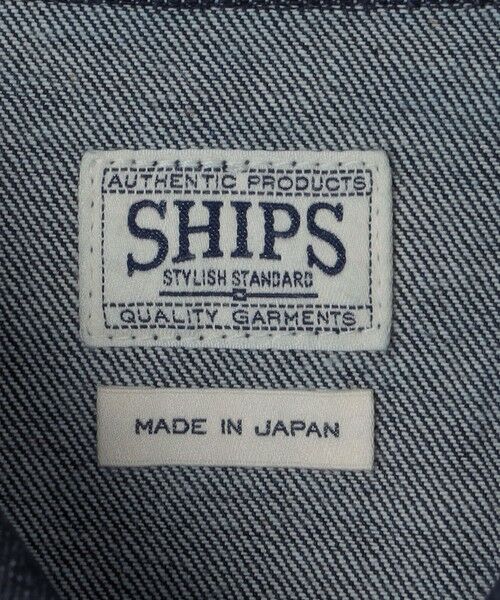 AUTHENTIC PRODUCTS
SHIPS
STYLISH STANDARD
QUALITY GARMENTS
MADE IN JAPAN